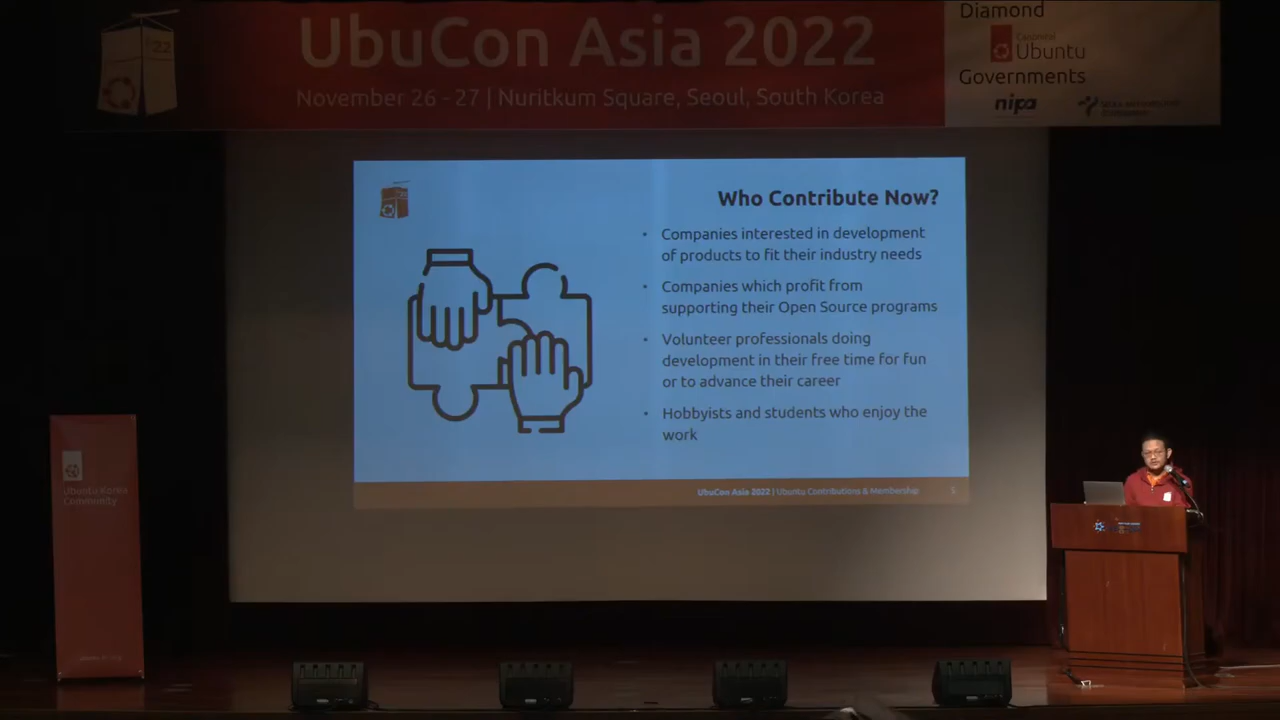 UbuCon Asia 2022
November 26 - 27 | Nuritkum Square, Seoul, South Korea
Diamond
Canonical
Ubuntu
Governments
nipa
22
Who Contribute Now?
• Companies interested in development
of products to fit their industry needs
• Companies which profit from
supporting their Open Source programs
• Volunteer professionals doing
development in their free time for fun
or to advance their career
• Hobbyists and students who enjoy the
work
UbuCon Asia 2022 | Ubuntu Contributions & Membership
5
Ubuntu Korea
Community